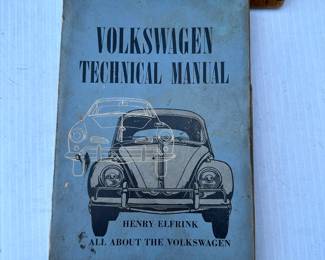 VOLKSWAGEN
TECHNICAL MANUAL
HENRY ELFRINK
ALL ABOUT THE VOLKSWAGEN